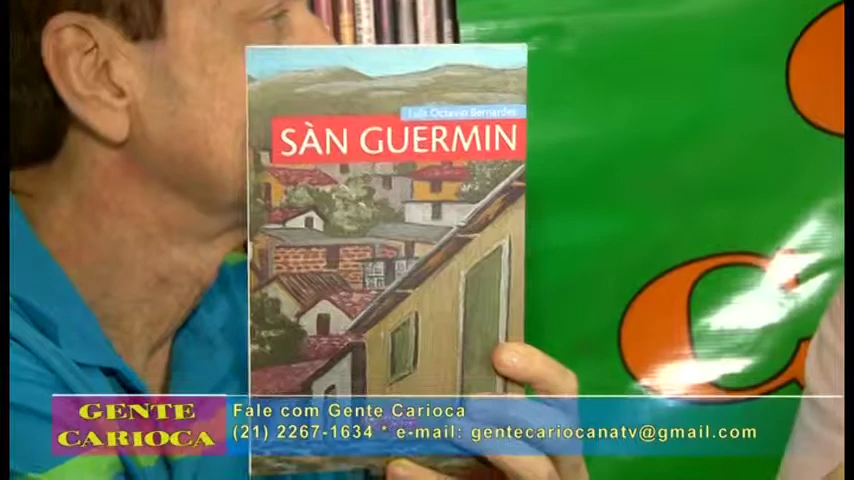 Luís Octavio Bernardes
SÀN GUERMIN
GENTE
CARIOCA
Fale com Gente Carioca
(21) 2267-1634 * e-mail: gentecariocanatv@gmail.com